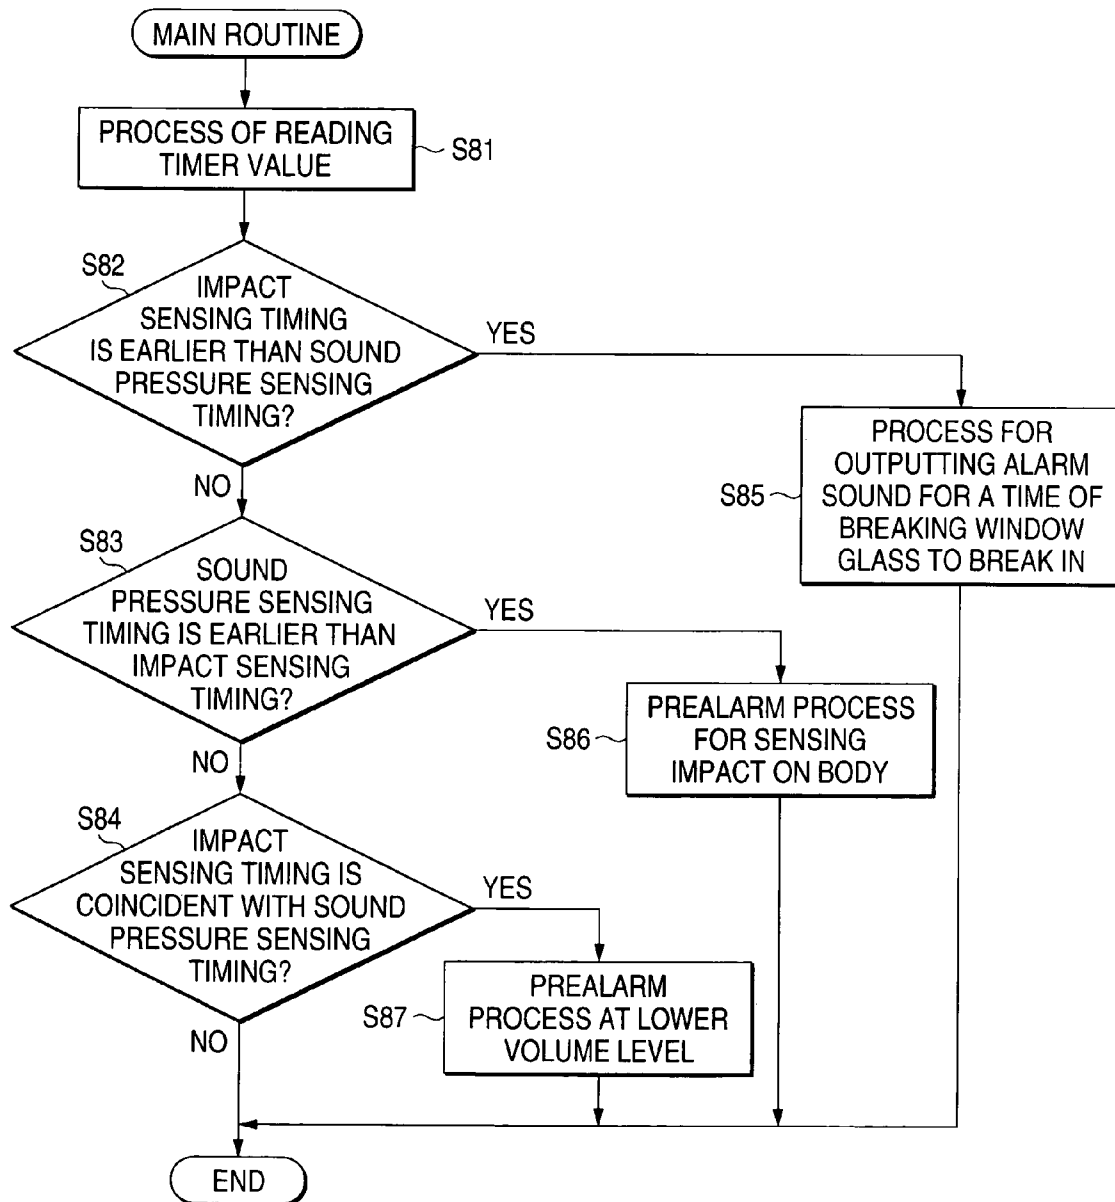 MAIN ROUTINE
PROCESS OF READING
TIMER VALUE
S81
S82
IMPACT
SENSING TIMING
IS EARLIER THAN SOUND
PRESSURE SENSING
TIMING?
YES
NO
PROCESS FOR
OUTPUTTING ALARM
SOUND FOR A TIME OF
BREAKING WINDOW
GLASS TO BREAK IN
S85
S83
SOUND
PRESSURE SENSING
TIMING IS EARLIER THAN
IMPACT SENSING
TIMING?
YES
NO
PREALARM PROCESS
FOR SENSING
IMPACT ON BODY
S86
S84
IMPACT
SENSING TIMING IS
COINCIDENT WITH SOUND
PRESSURE SENSING
TIMING?
YES
NO
PREALARM
PROCESS AT LOWER
VOLUME LEVEL
S87
END